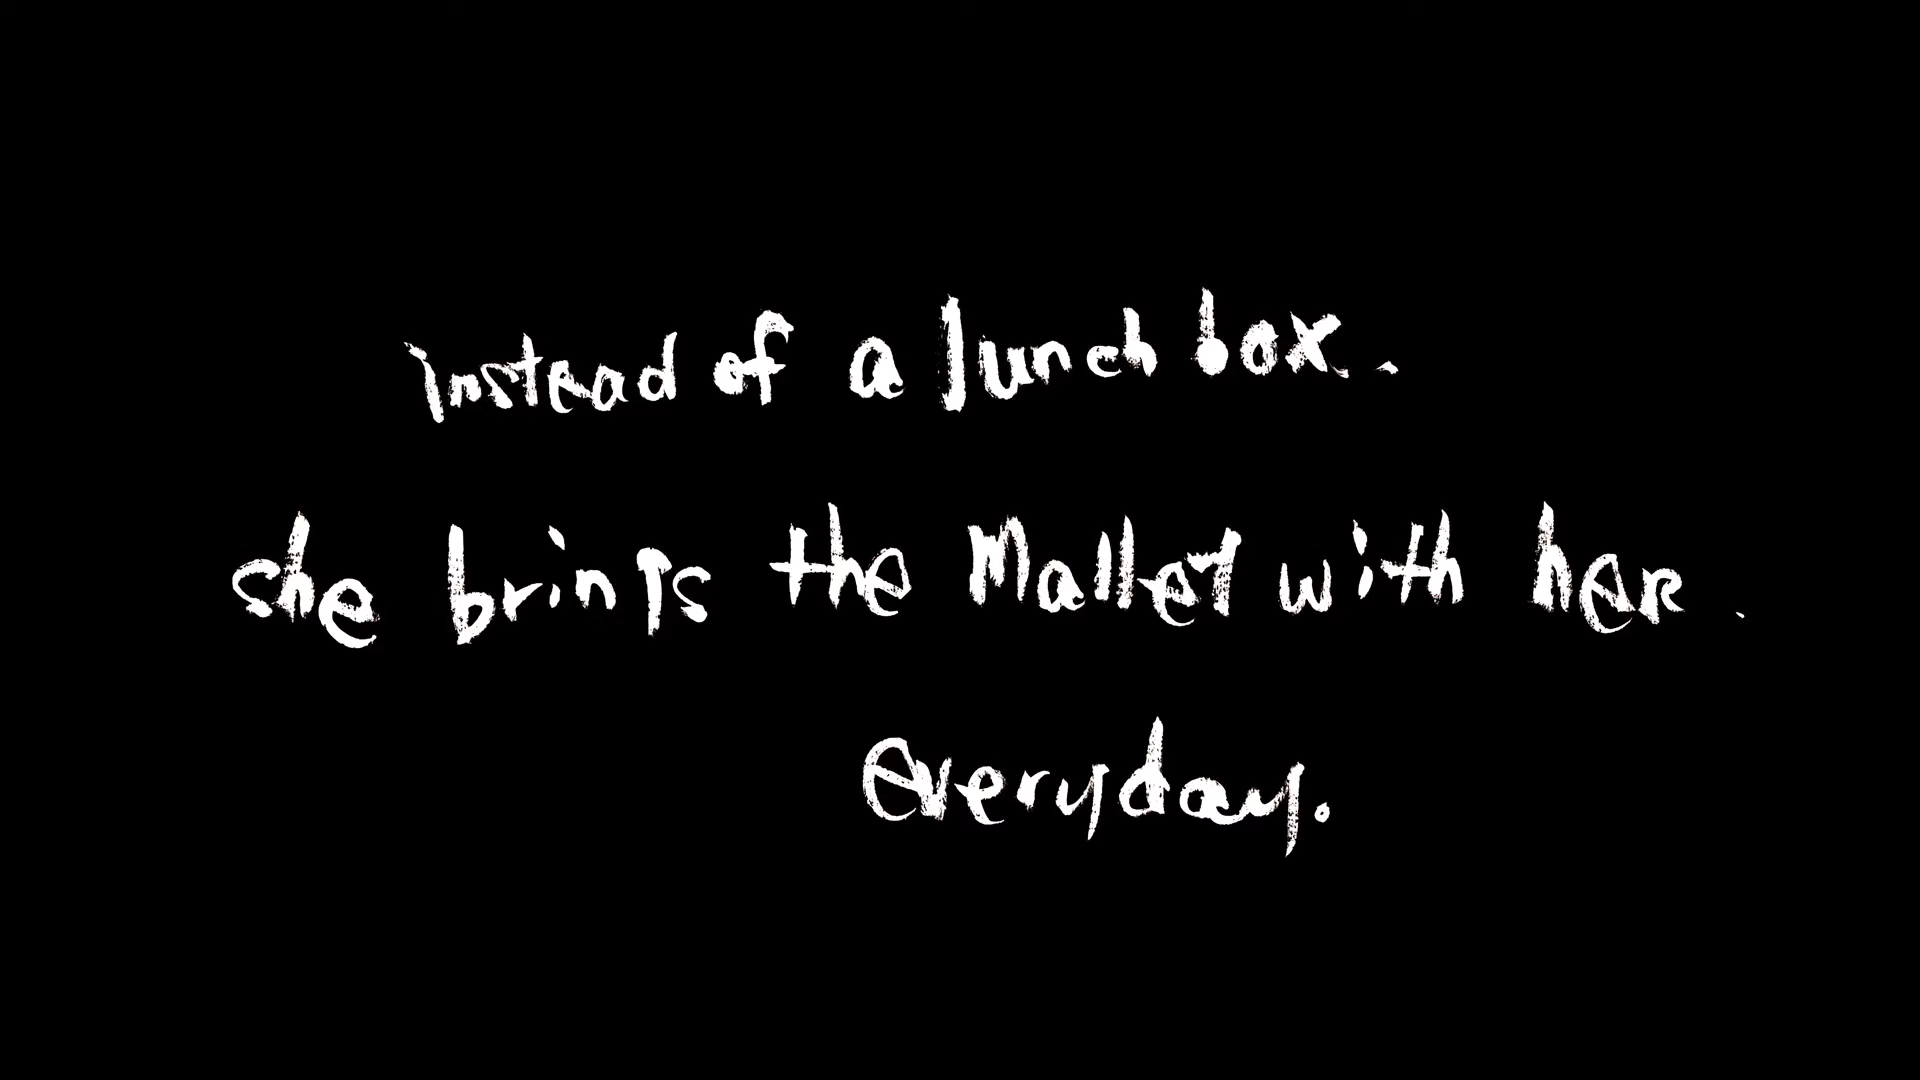 instead of a lunch box.
she brings the Mallet with her.
everyday.